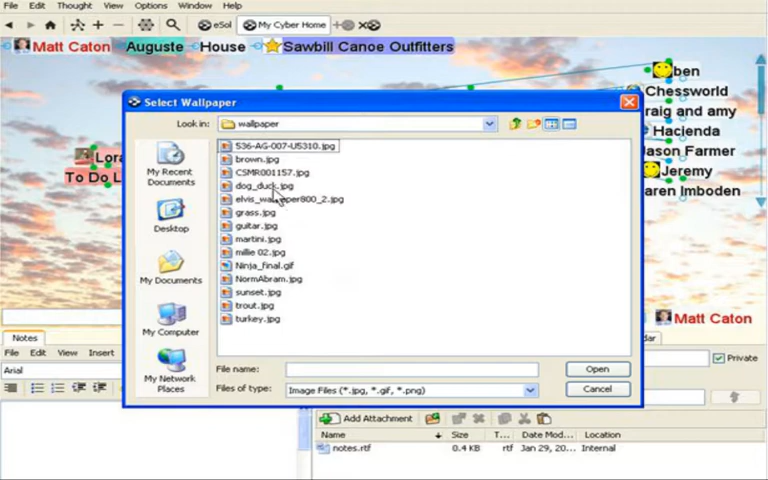 File Edit Thought View Options Window Help
eSol My Cyber Home
Matt Caton Auguste House Sawbill Canoe Outfitters
ben
Chessworld
raig and amy
Hacienda
Jason Farmer
Jeremy
aren Imboden
Lora
To Do L
Matt Caton
Select Wallpaper
Look in: wallpaper
My Recent
Documents
Desktop
My Documents
My Computer
My Network
Places
536-AG-007-U5310.jpg
brown.jpg
CSMR001157.jpg
dog_duck.jpg
elvis_wallpaper800_2.jpg
grass.jpg
guitar.jpg
martini.jpg
millie 02.jpg
Ninja_final.gif
NormAbram.jpg
sunset.jpg
trout.jpg
turkey.jpg
File name: Open
Files of type: Image Files (*.jpg, *.gif, *.png) Cancel
Notes
File Edit View Insert
Arial
dar
Private
Add Attachment
Name Size T... Date Mod... Location
notes.rtf 0.4 KB rtf Jan 29, 20... Internal